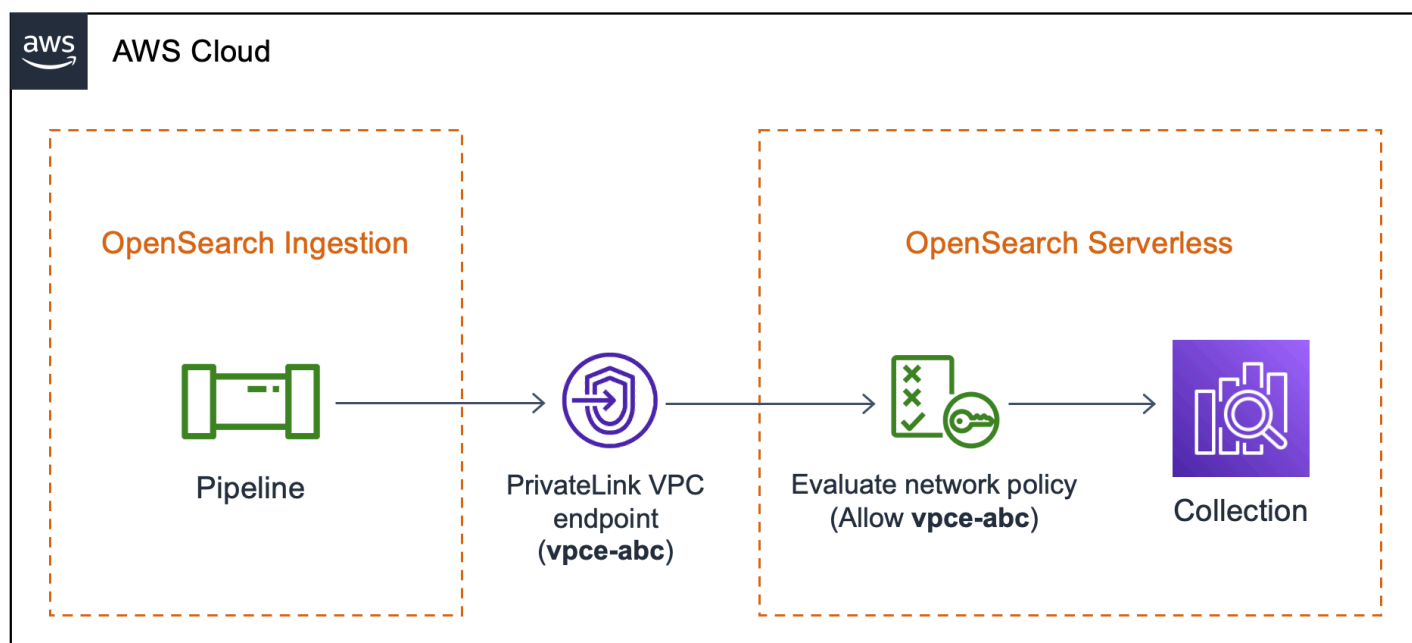 aws
AWS Cloud
OpenSearch Ingestion
OpenSearch Serverless
Pipeline
PrivateLink VPC
endpoint
(vpce-abc)
Evaluate network policy
(Allow vpce-abc)
Collection